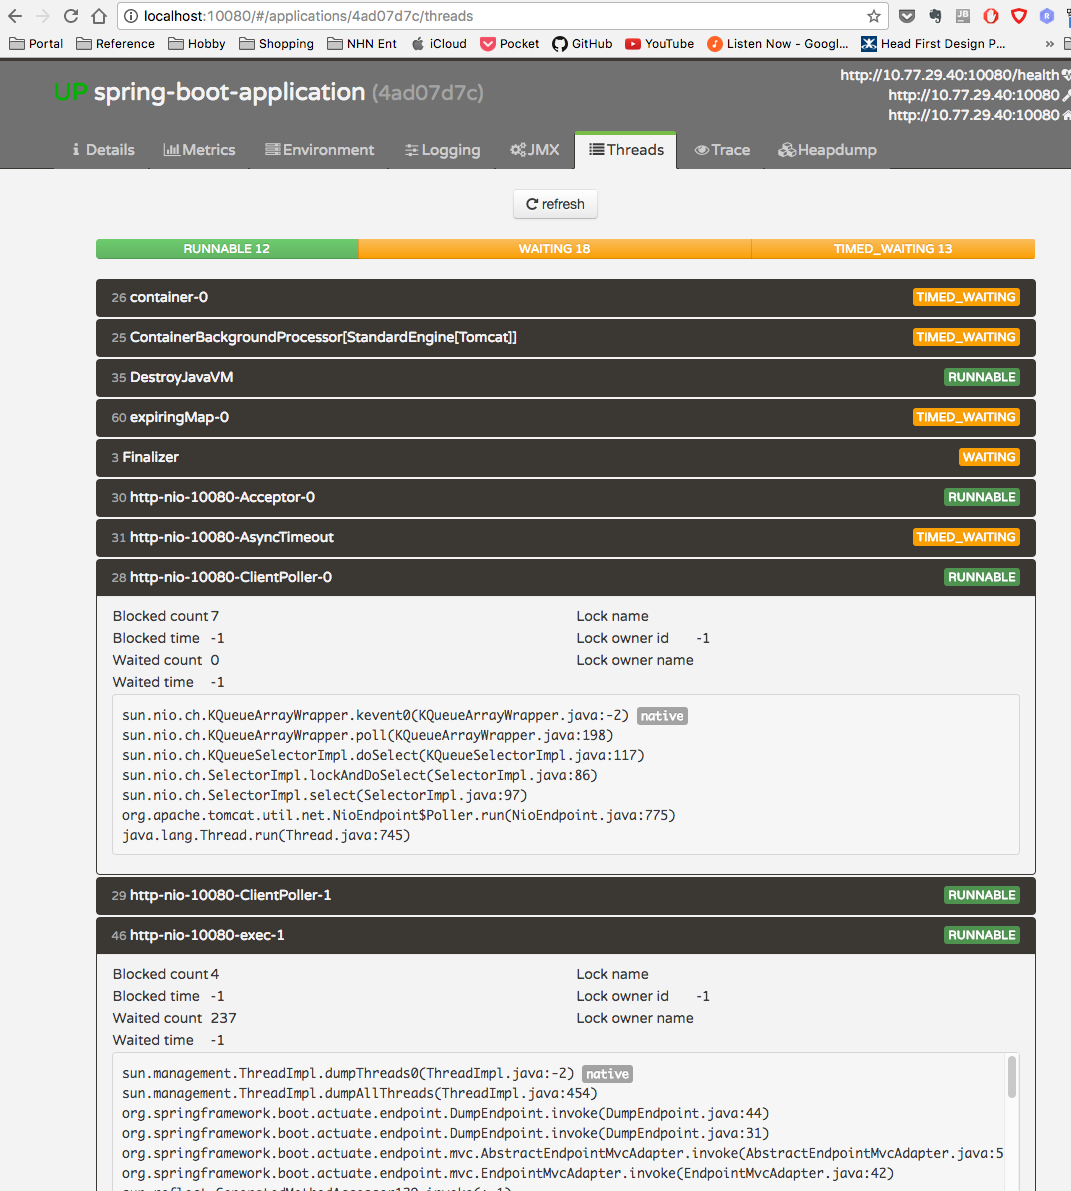 localhost:10080/#/applications/4ad07d7c/threads
Portal Reference Hobby Shopping NHN Ent iCloud Pocket GitHub YouTube Listen Now - Googl... Head First Design P... »
UP spring-boot-application (4ad07d7c)
http://10.77.29.40:10080/health
http://10.77.29.40:10080
http://10.77.29.40:10080
Details Metrics Environment Logging JMX Threads Trace Heapdump
refresh
RUNNABLE 12 WAITING 18 TIMED_WAITING 13
26 container-0 TIMED_WAITING
25 ContainerBackgroundProcessor[StandardEngine[Tomcat]] TIMED_WAITING
35 DestroyJavaVM RUNNABLE
60 expiringMap-0 TIMED_WAITING
3 Finalizer WAITING
30 http-nio-10080-Acceptor-0 RUNNABLE
31 http-nio-10080-AsyncTimeout TIMED_WAITING
28 http-nio-10080-ClientPoller-0 RUNNABLE
Blocked count 7 Lock name
Blocked time -1 Lock owner id -1
Waited count 0 Lock owner name
Waited time -1
sun.nio.ch.KQueueArrayWrapper.kevent0(KQueueArrayWrapper.java:-2) native
sun.nio.ch.KQueueArrayWrapper.poll(KQueueArrayWrapper.java:198)
sun.nio.ch.KQueueSelectorImpl.doSelect(KQueueSelectorImpl.java:117)
sun.nio.ch.SelectorImpl.lockAndDoSelect(SelectorImpl.java:86)
sun.nio.ch.SelectorImpl.select(SelectorImpl.java:97)
org.apache.tomcat.util.net.NioEndpoint$Poller.run(NioEndpoint.java:775)
java.lang.Thread.run(Thread.java:745)
29 http-nio-10080-ClientPoller-1 RUNNABLE
46 http-nio-10080-exec-1 RUNNABLE
Blocked count 4 Lock name
Blocked time -1 Lock owner id -1
Waited count 237 Lock owner name
Waited time -1
sun.management.ThreadImpl.dumpThreads0(ThreadImpl.java:-2) native
sun.management.ThreadImpl.dumpAllThreads(ThreadImpl.java:454)
org.springframework.boot.actuate.endpoint.DumpEndpoint.invoke(DumpEndpoint.java:44)
org.springframework.boot.actuate.endpoint.DumpEndpoint.invoke(DumpEndpoint.java:31)
org.springframework.boot.actuate.endpoint.mvc.AbstractEndpointMvcAdapter.invoke(AbstractEndpointMvcAdapter.java:5
org.springframework.boot.actuate.endpoint.mvc.EndpointMvcAdapter.invoke(EndpointMvcAdapter.java:42)